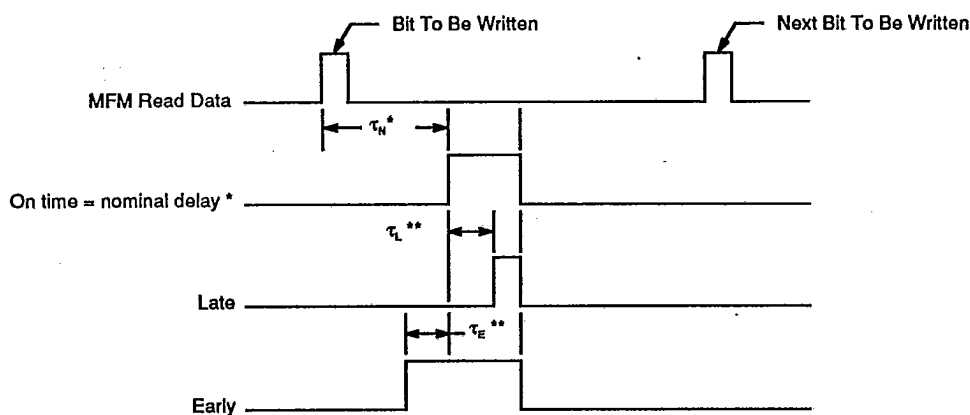 Bit To Be Written
Next Bit To Be Written
MFM Read Data
τN*
On time = nominal delay *
τL**
Late
τE**
Early